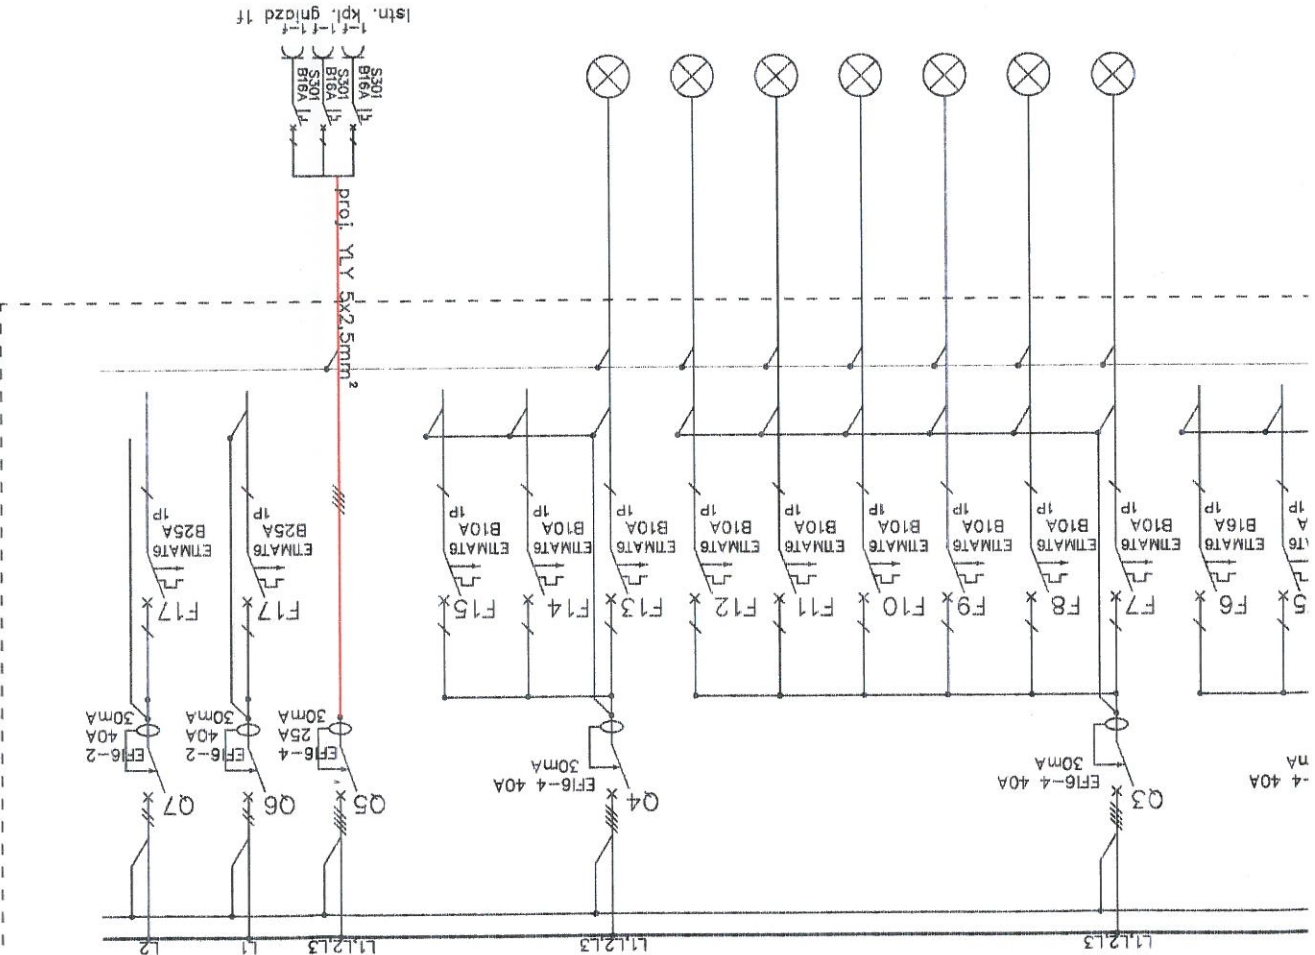 L1,L2,L3
L1,L2,L3
L1,L2,L3
L1
L2
-4 40A
mA
Q3
EFI6-4 40A
30mA
Q4
EFI6-4 40A
30mA
Q5
EFI6-4
25A
30mA
Q6
EFI6-2
40A
30mA
Q7
EFI6-2
40A
30mA
5
T6
A
F6
ETIMAT6
B16A
1P
F7
ETIMAT6
B10A
1P
F8
ETIMAT6
B10A
1P
F9
ETIMAT6
B10A
1P
F10
ETIMAT6
B10A
1P
F11
ETIMAT6
B10A
1P
F12
ETIMAT6
B10A
1P
F13
ETIMAT6
B10A
1P
F14
ETIMAT6
B10A
1P
F15
ETIMAT6
B10A
1P
F17
ETIMAT6
B25A
1P
F17
ETIMAT6
B25A
1P
proj. YLY 5x2,5mm²
S301
B16A
S301
B16A
S301
B16A
1-f 1-f 1-f
Istn. kpl. gniazd 1f